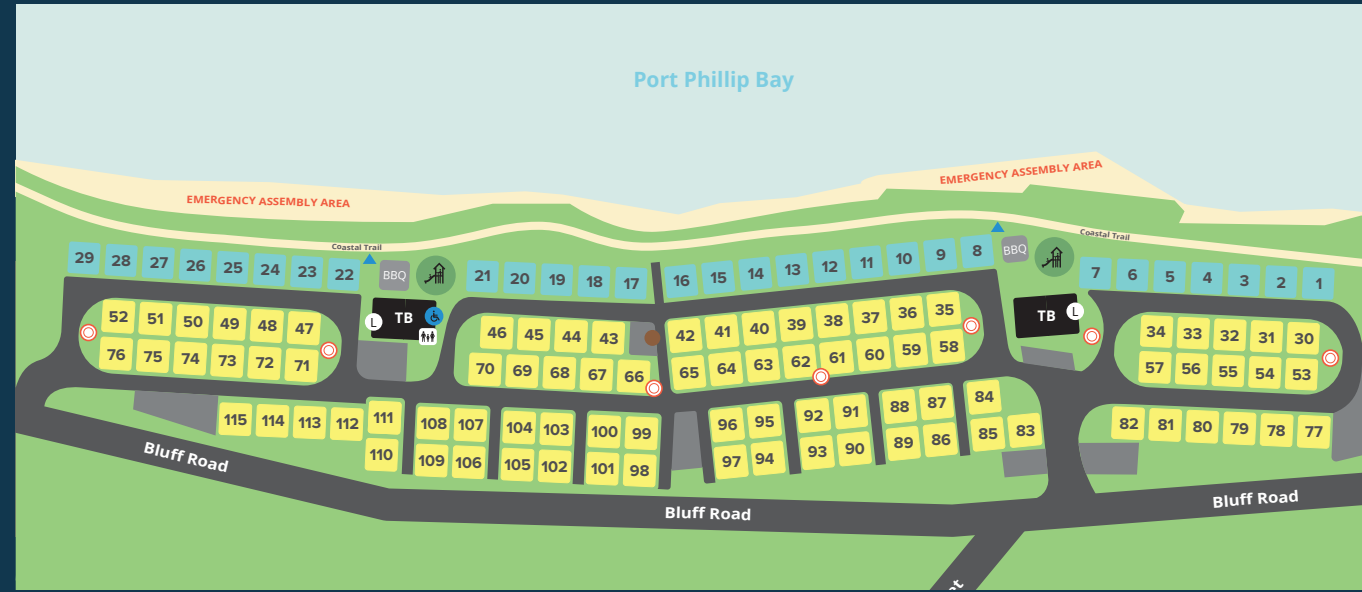 Port Phillip Bay
EMERGENCY ASSEMBLY AREA
EMERGENCY ASSEMBLY AREA
Coastal Trail
Coastal Trail
29 28 27 26 25 24 23 22
BBQ
21 20 19 18 17
16 15 14 13 12 11 10 9 8
BBQ
7 6 5 4 3 2 1
52 51 50 49 48 47
L TB
46 45 44 43
42 41 40 39 38 37 36 35
TB L
34 33 32 31 30
76 75 74 73 72 71
70 69 68 67 66
65 64 63 62 61 60 59 58
57 56 55 54 53
115 114 113 112 111
110
108 107
109 106
104 103
105 102
100 99
101 98
96 95
97 94
92 91
93 90
88 87
89 86
84
85 83
82 81 80 79 78 77
Bluff Road
Bluff Road
Bluff Road